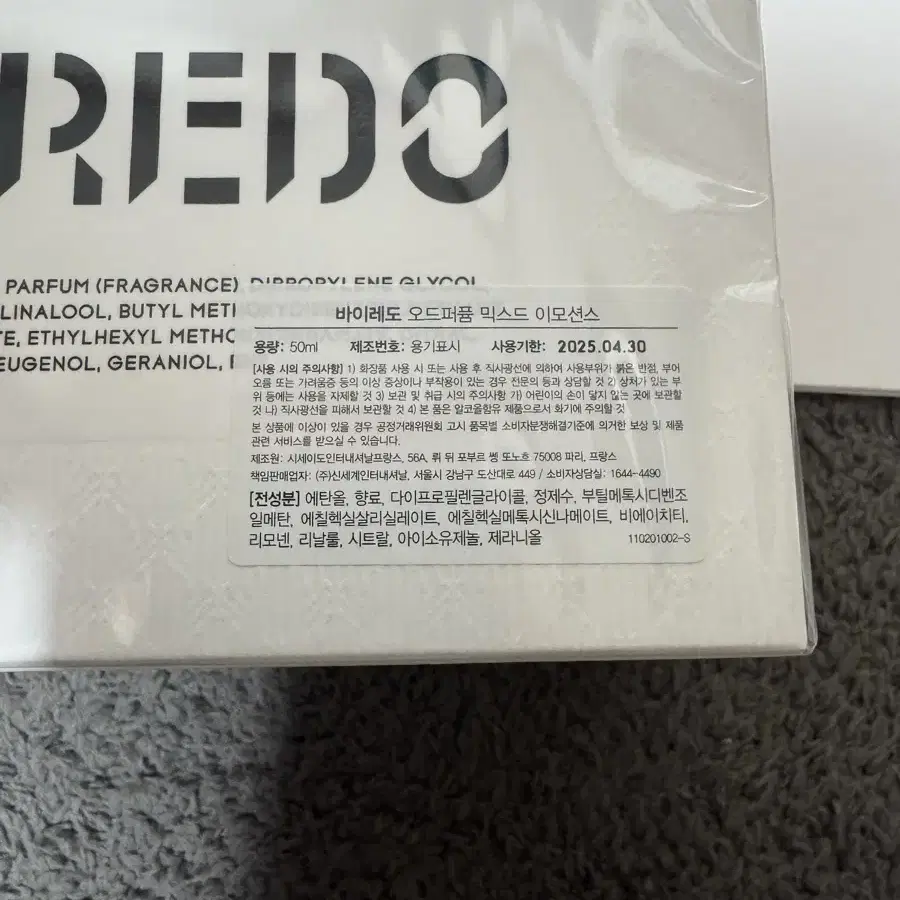 REDO
PARFUM (FRAGRANCE), DIPROPYLENE GLYCOL,
LINALOOL, BUTYL METH
TE, ETHYLHEXYL METHO
EUGENOL, GERANIOL,
바이레도 오드퍼퓸 믹스드 이모션스
용량: 50ml 제조번호: 용기표시 사용기한: 2025.04.30
[사용 시의 주의사항] 1) 화장품 사용 시 또는 사용 후 직사광선에 의하여 사용부위가 붉은 반점, 부어
오름 또는 가려움증 등의 이상 증상이나 부작용이 있는 경우 전문의 등과 상담할 것 2) 상처가 있는 부
위 등에는 사용을 자제할 것 3) 보관 및 취급 시의 주의사항 가) 어린이의 손이 닿지 않는 곳에 보관할
것 나) 직사광선을 피해서 보관할 것 4) 본 품은 알코올함유 제품으로서 화기에 주의할 것
본 상품에 이상이 있을 경우 공정거래위원회 고시 품목별 소비자분쟁해결기준에 의거한 보상 및 제품
관련 서비스를 받으실 수 있습니다.
제조원: 시세이도인터내셔날프랑스, 56A, 뤼 뒤 포부르 쌩 또노흐 75008 파리, 프랑스
책임판매업자: (주)신세계인터내셔날, 서울시 강남구 도산대로 449 / 소비자상담실: 1644-4490
[전성분] 에탄올, 향료, 다이프로필렌글라이콜, 정제수, 부틸메톡시디벤조
일메탄, 에칠헥실살리실레이트, 에칠헥실메톡시신나메이트, 비에이치티,
리모넨, 리날룰, 시트랄, 아이소유제놀, 제라니올
110201002-S